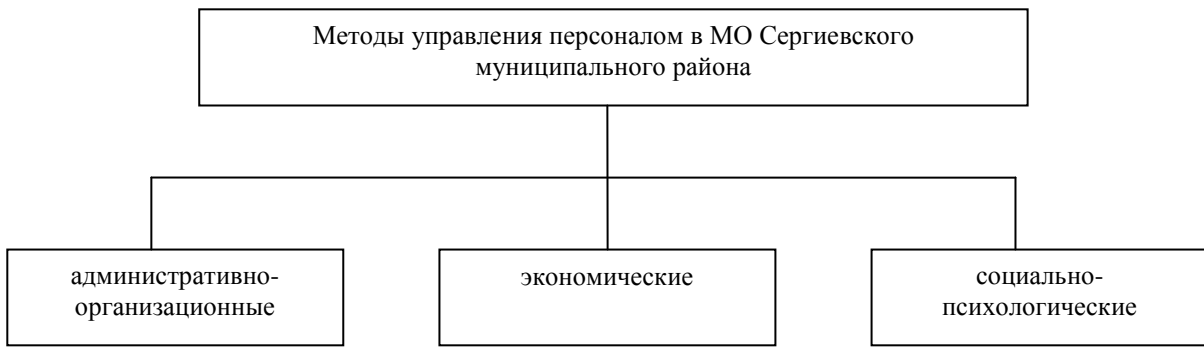 Методы управления персоналом в МО Сергиевского
муниципального района
административно-
организационные
экономические
социально-
психологические